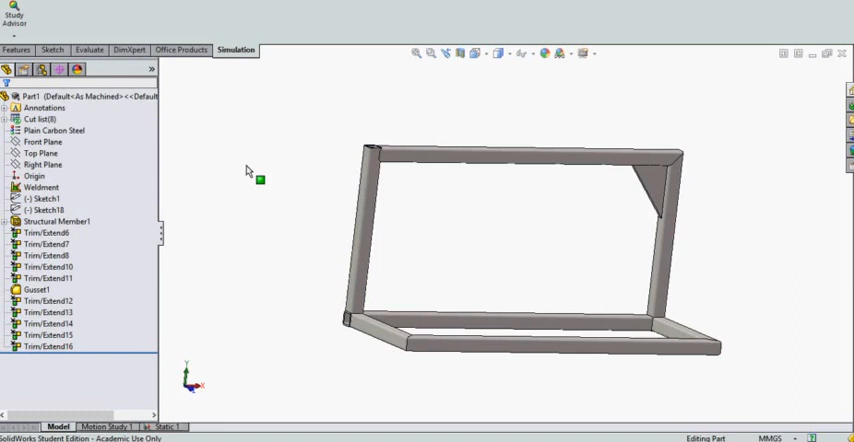 Study
Advisor
Features Sketch Evaluate DimXpert Office Products Simulation
»
Part1 (Default<As Machined><<Default
Annotations
Cut list(8)
Plain Carbon Steel
Front Plane
Top Plane
Right Plane
Origin
Weldment
(-) Sketch1
(-) Sketch18
Structural Member1
Trim/Extend6
Trim/Extend7
Trim/Extend8
Trim/Extend10
Trim/Extend11
Gusset1
Trim/Extend12
Trim/Extend13
Trim/Extend14
Trim/Extend15
Trim/Extend16
Y
X
Model Motion Study 1 Static 1
SolidWorks Student Edition - Academic Use Only Editing Part MMGS